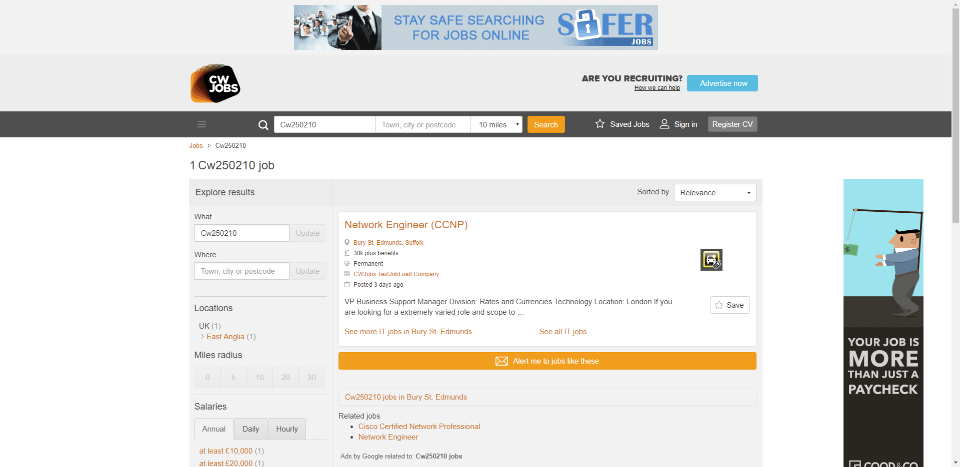 STAY SAFE SEARCHING
FOR JOBS ONLINE
SAFER
JOBS
CW
JOBS
ARE YOU RECRUITING?
How we can help
Advertise now
Cw250210
Town, city or postcode
10 miles
Search
Saved Jobs
Sign in
Register CV
Jobs > Cw250210
1 Cw250210 job
Explore results
Sorted by
Relevance
What
Cw250210
Update
Where
Town, city or postcode
Update
Locations
UK (1)
> East Anglia (1)
Miles radius
0 5 10 20 30
Salaries
Annual Daily Hourly
at least £10,000 (1)
at least £20,000 (1)
Network Engineer (CCNP)
Bury St. Edmunds, Suffolk
30k plus benefits
Permanent
CWJobs TestJobLoad Company
Posted 3 days ago
VP Business Support Manager Division: Rates and Currencies Technology Location: London If you
are looking for a extremely varied role and scope to ...
Save
See more IT jobs in Bury St. Edmunds
See all IT jobs
Alert me to jobs like these
Cw250210 jobs in Bury St. Edmunds
Related jobs
• Cisco Certified Network Professional
• Network Engineer
Ads by Google related to: Cw250210 jobs
YOUR JOB IS
MORE
THAN JUST A
PAYCHECK
GOOD&CO